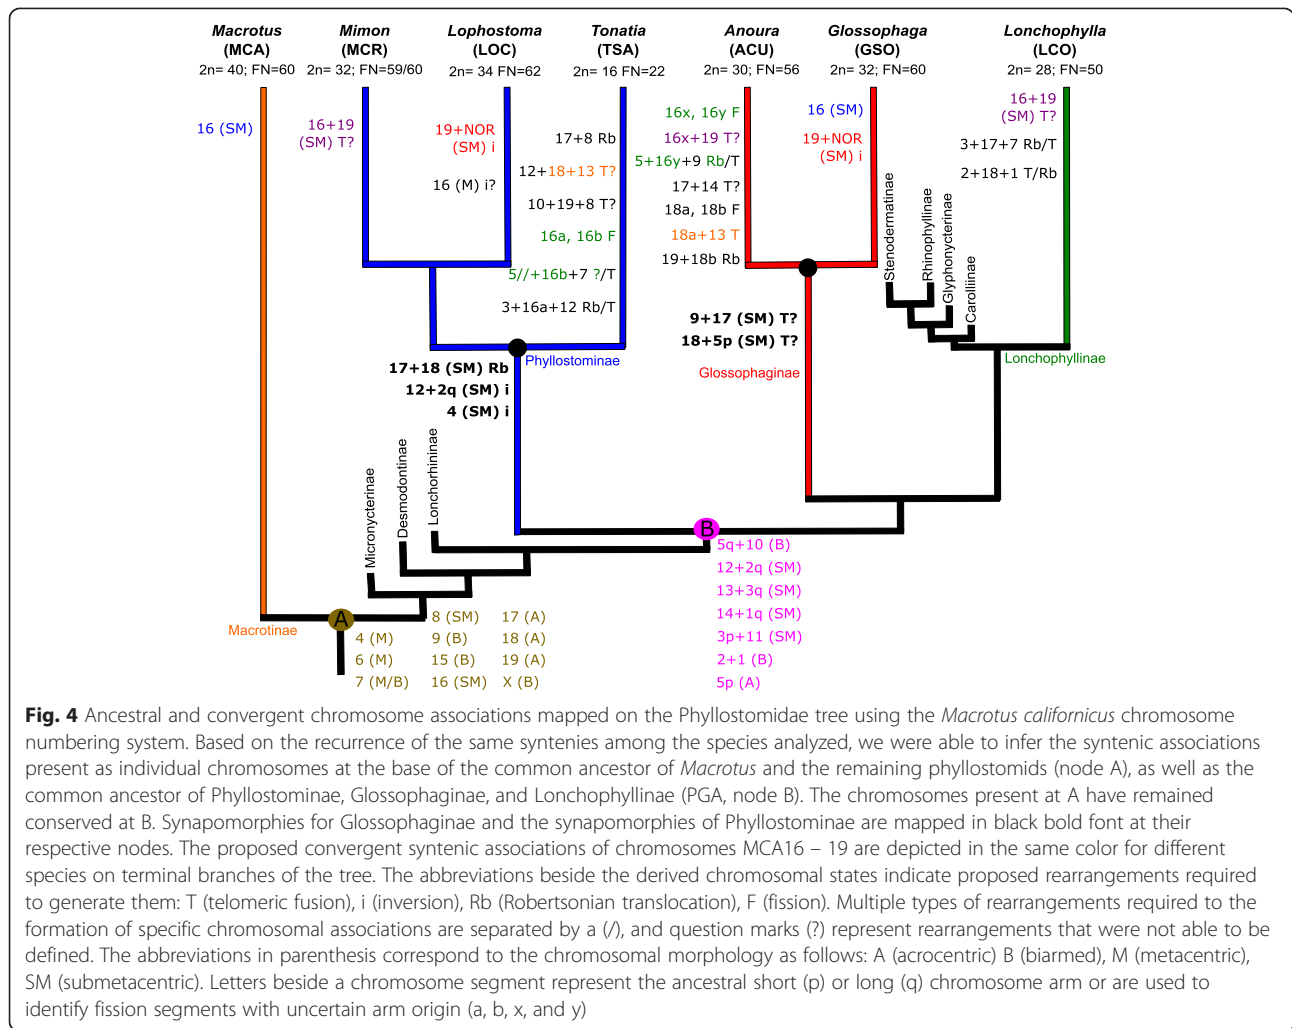 Macrotus
(MCA)
2n= 40; FN=60
Mimon
(MCR)
2n= 32; FN=59/60
Lophostoma
(LOC)
2n= 34 FN=62
Tonatia
(TSA)
2n= 16 FN=22
Anoura
(ACU)
2n= 30; FN=56
Glossophaga
(GSO)
2n= 32; FN=60
Lonchophylla
(LCO)
2n= 28; FN=50
16 (SM)
16+19
(SM) T?
19+NOR
(SM) i
16 (M) i?
17+8 Rb
12+18+13 T?
10+19+8 T?
16a, 16b F
5//+16b+7 ?/T
3+16a+12 Rb/T
16x, 16y F
16x+19 T?
5+16y+9 Rb/T
17+14 T?
18a, 18b F
18a+13 T
19+18b Rb
16 (SM)
19+NOR
(SM) i
16+19
(SM) T?
3+17+7 Rb/T
2+18+1 T/Rb
Stenodermatinae
Rhinophyllinae
Glyphonycterinae
Carolliinae
9+17 (SM) T?
18+5p (SM) T?
Glossophaginae
Lonchophyllinae
Phyllostominae
17+18 (SM) Rb
12+2q (SM) i
4 (SM) i
Micronycterinae
Desmodontinae
Lonchorhininae
B
5q+10 (B)
12+2q (SM)
13+3q (SM)
14+1q (SM)
3p+11 (SM)
2+1 (B)
5p (A)
A
Macrotinae
4 (M)
6 (M)
7 (M/B)
8 (SM)
9 (B)
15 (B)
16 (SM)
17 (A)
18 (A)
19 (A)
X (B)
Fig. 4 Ancestral and convergent chromosome associations mapped on the Phyllostomidae tree using the Macrotus californicus chromosome
numbering system. Based on the recurrence of the same syntenies among the species analyzed, we were able to infer the syntenic associations
present as individual chromosomes at the base of the common ancestor of Macrotus and the remaining phyllostomids (node A), as well as the
common ancestor of Phyllostominae, Glossophaginae, and Lonchophyllinae (PGA, node B). The chromosomes present at A have remained
conserved at B. Synapomorphies for Glossophaginae and the synapomorphies of Phyllostominae are mapped in black bold font at their
respective nodes. The proposed convergent syntenic associations of chromosomes MCA16 – 19 are depicted in the same color for different
species on terminal branches of the tree. The abbreviations beside the derived chromosomal states indicate proposed rearrangements required
to generate them: T (telomeric fusion), i (inversion), Rb (Robertsonian translocation), F (fission). Multiple types of rearrangements required to the
formation of specific chromosomal associations are separated by a (/), and question marks (?) represent rearrangements that were not able to be
defined. The abbreviations in parenthesis correspond to the chromosomal morphology as follows: A (acrocentric) B (biarmed), M (metacentric),
SM (submetacentric). Letters beside a chromosome segment represent the ancestral short (p) or long (q) chromosome arm or are used to
identify fission segments with uncertain arm origin (a, b, x, and y)